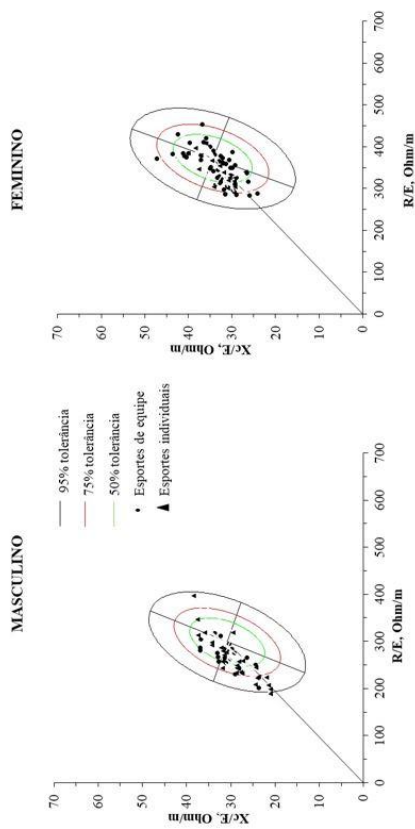 MASCULINO
70
60
50
40
30
20
10
0
Xc/E, Ohm/m
0 100 200 300 400 500 600 700
R/E, Ohm/m
95% tolerância
75% tolerância
50% tolerância
Esportes de equipe
Esportes individuais
FEMININO
70
60
50
40
30
20
10
0
Xc/E, Ohm/m
0 100 200 300 400 500 600 700
R/E, Ohm/m